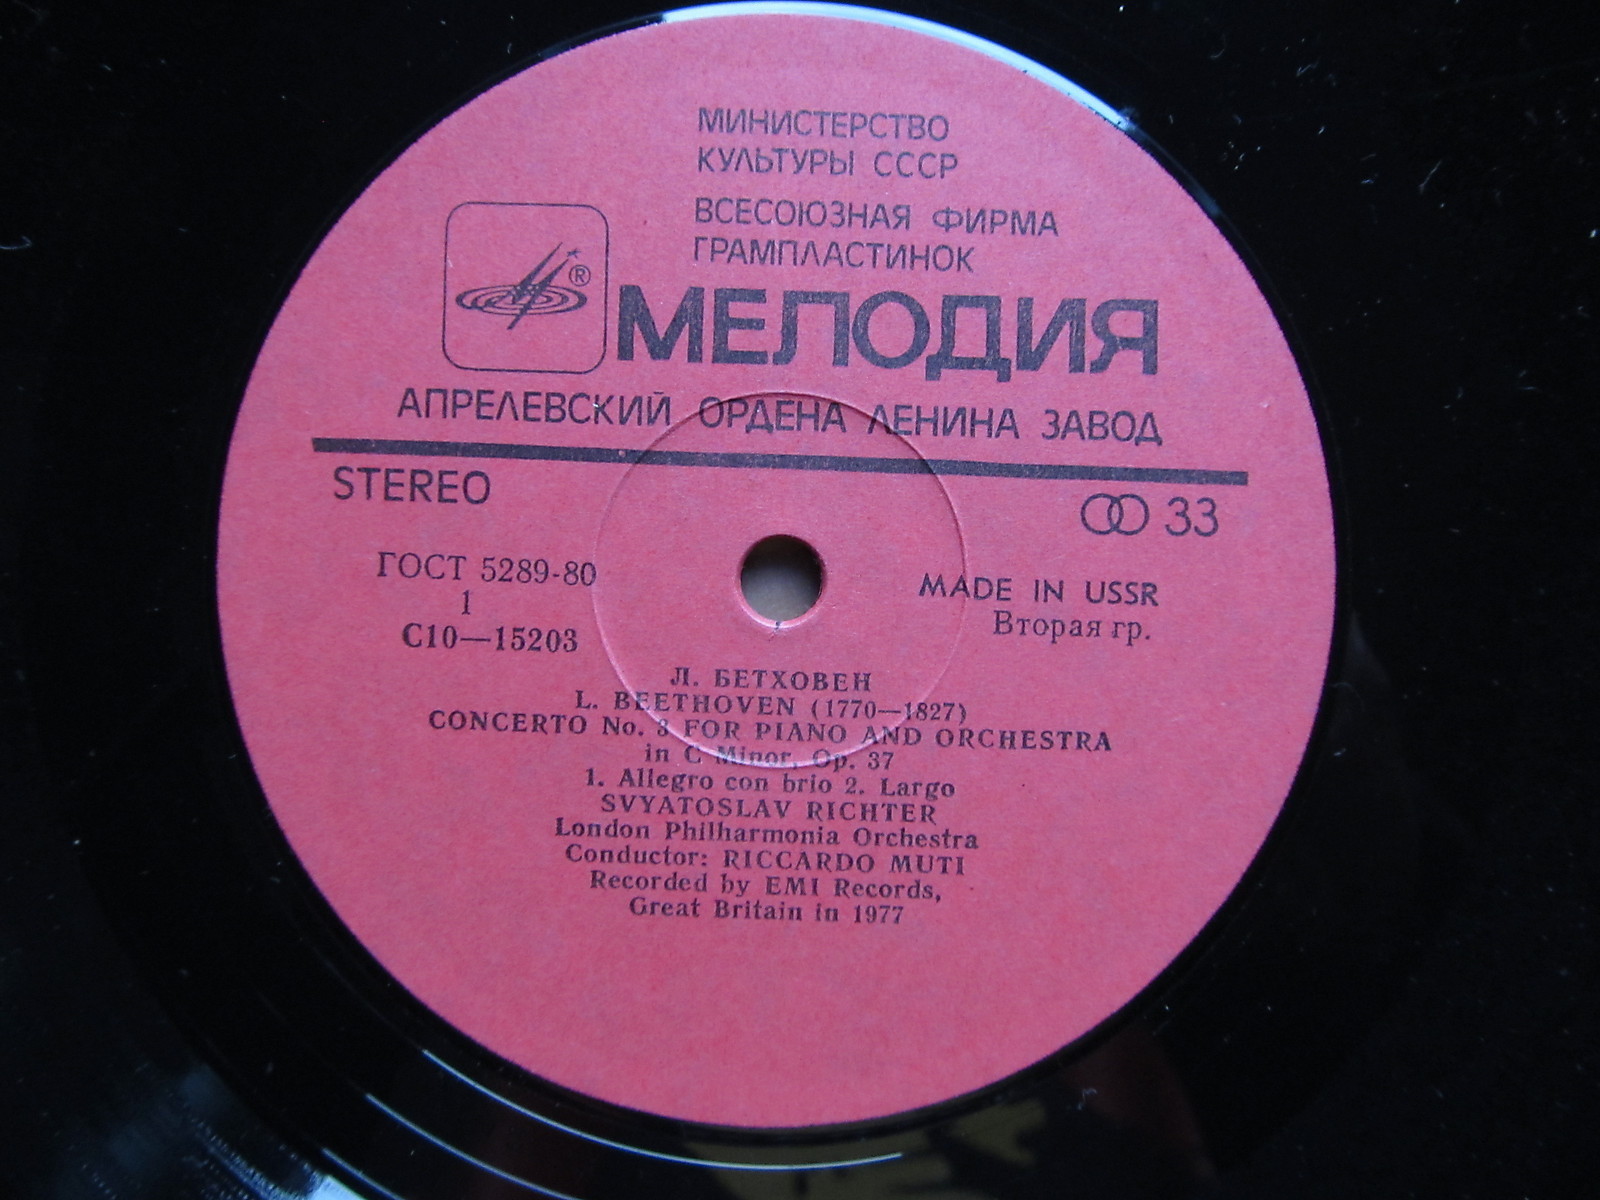 МИНИСТЕРСТВО
КУЛЬТУРЫ СССР
ВСЕСОЮЗНАЯ ФИРМА
ГРАМПЛАСТИНОК
®
МЕЛОДИЯ
АПРЕЛЕВСКИЙ ОРДЕНА ЛЕНИНА ЗАВОД
STEREO
33
ГОСТ 5289-80
1
С10—15203
MADE IN USSR
Вторая гр.
Л. БЕТХОВЕН
L. BEETHOVEN (1770—1827)
CONCERTO No. 3 FOR PIANO AND ORCHESTRA
in C Minor, Op. 37
1. Allegro con brio 2. Largo
SVYATOSLAV RICHTER
London Philharmonia Orchestra
Conductor: RICCARDO MUTI
Recorded by EMI Records,
Great Britain in 1977